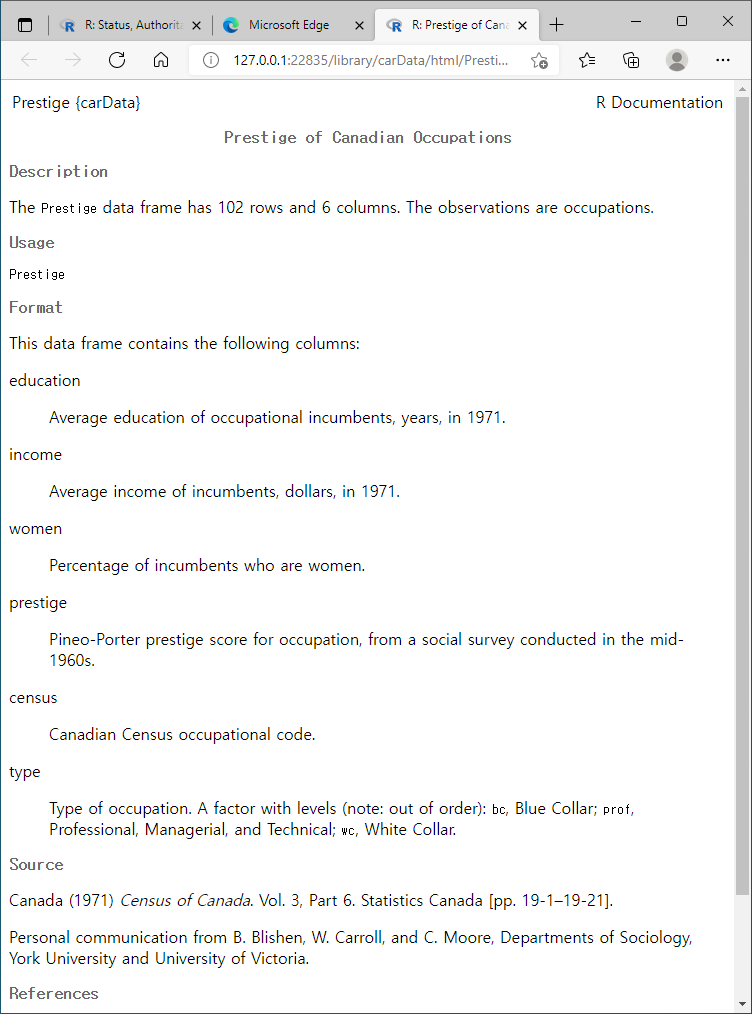 R: Status, Authorita
Microsoft Edge
R: Prestige of Cana
127.0.0.1:22835/library/carData/html/Presti...
Prestige {carData}
R Documentation
Prestige of Canadian Occupations
Description
The Prestige data frame has 102 rows and 6 columns. The observations are occupations.
Usage
Prestige
Format
This data frame contains the following columns:
education
Average education of occupational incumbents, years, in 1971.
income
Average income of incumbents, dollars, in 1971.
women
Percentage of incumbents who are women.
prestige
Pineo-Porter prestige score for occupation, from a social survey conducted in the mid-
1960s.
census
Canadian Census occupational code.
type
Type of occupation. A factor with levels (note: out of order): bc, Blue Collar; prof,
Professional, Managerial, and Technical; wc, White Collar.
Source
Canada (1971) Census of Canada. Vol. 3, Part 6. Statistics Canada [pp. 19-1–19-21].
Personal communication from B. Blishen, W. Carroll, and C. Moore, Departments of Sociology,
York University and University of Victoria.
References